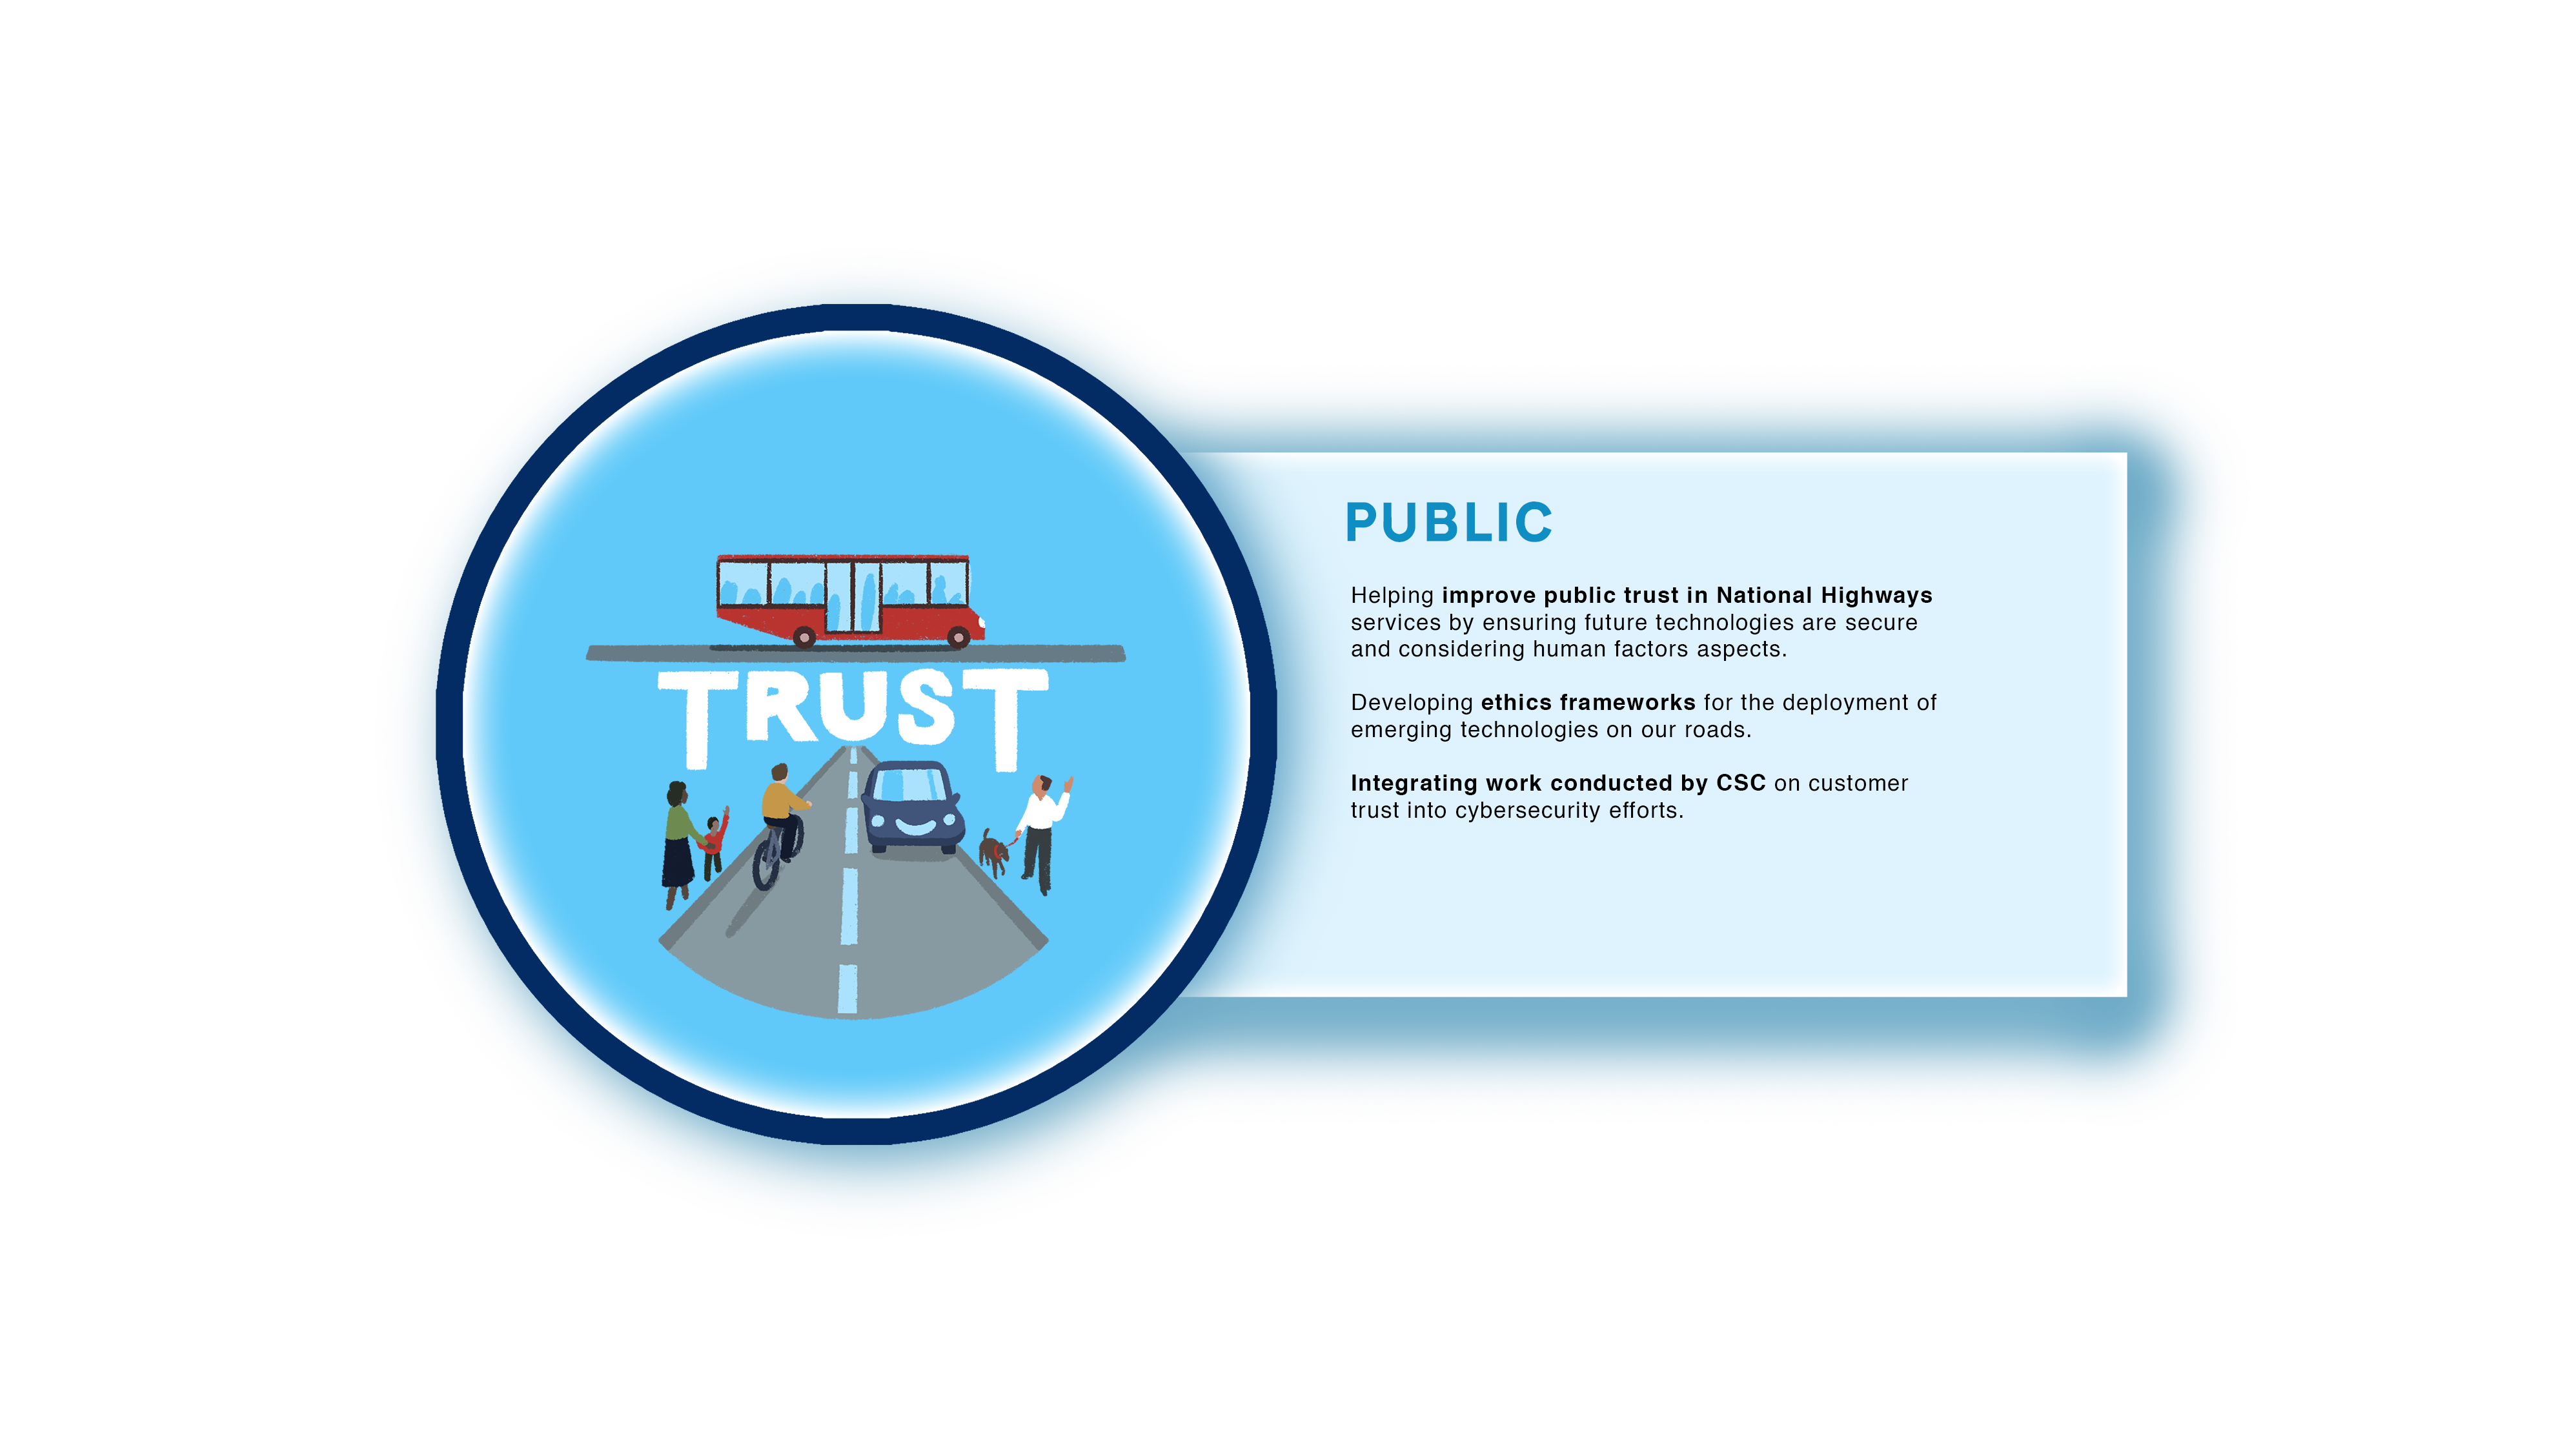 TRUST
PUBLIC
Helping improve public trust in National Highways
services by ensuring future technologies are secure
and considering human factors aspects.
Developing ethics frameworks for the deployment of
emerging technologies on our roads.
Integrating work conducted by CSC on customer
trust into cybersecurity efforts.